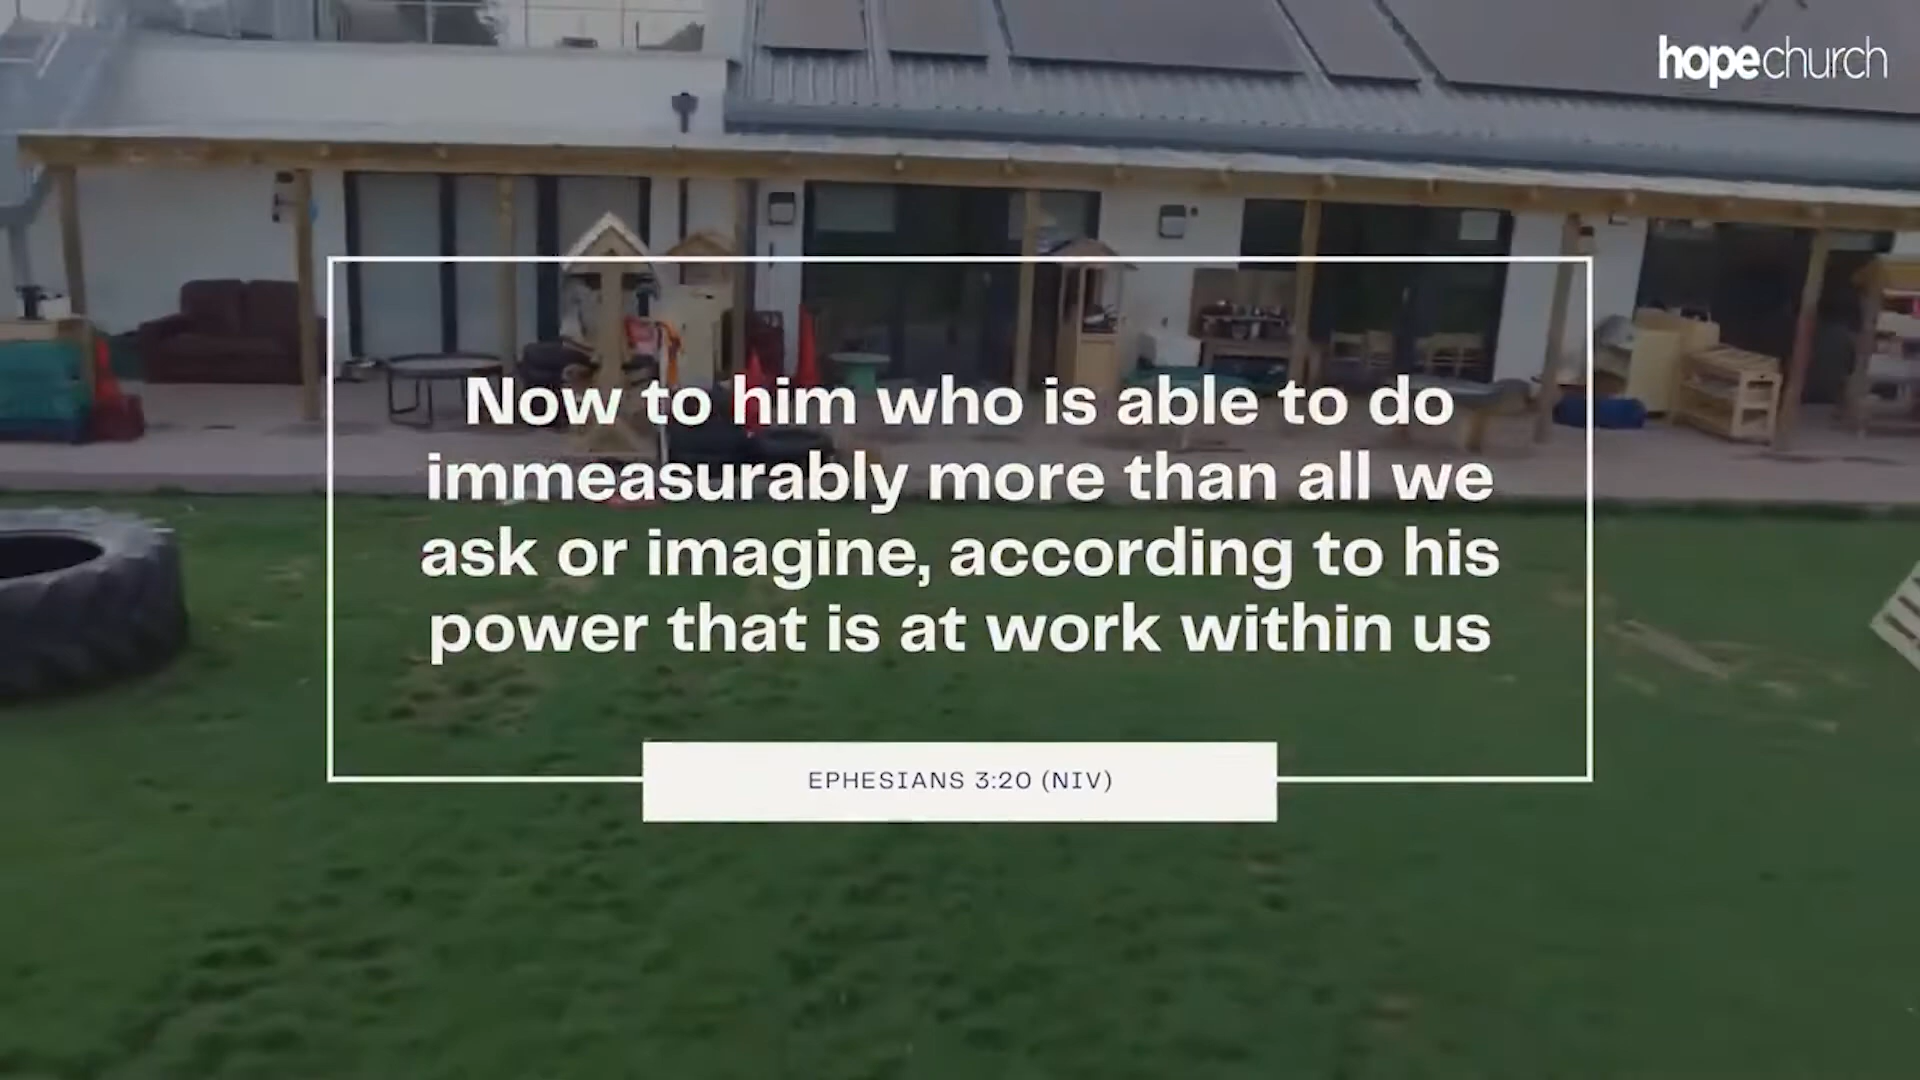 hopechurch
Now to him who is able to do
immeasurably more than all we
ask or imagine, according to his
power that is at work within us
EPHESIANS 3:20 (NIV)